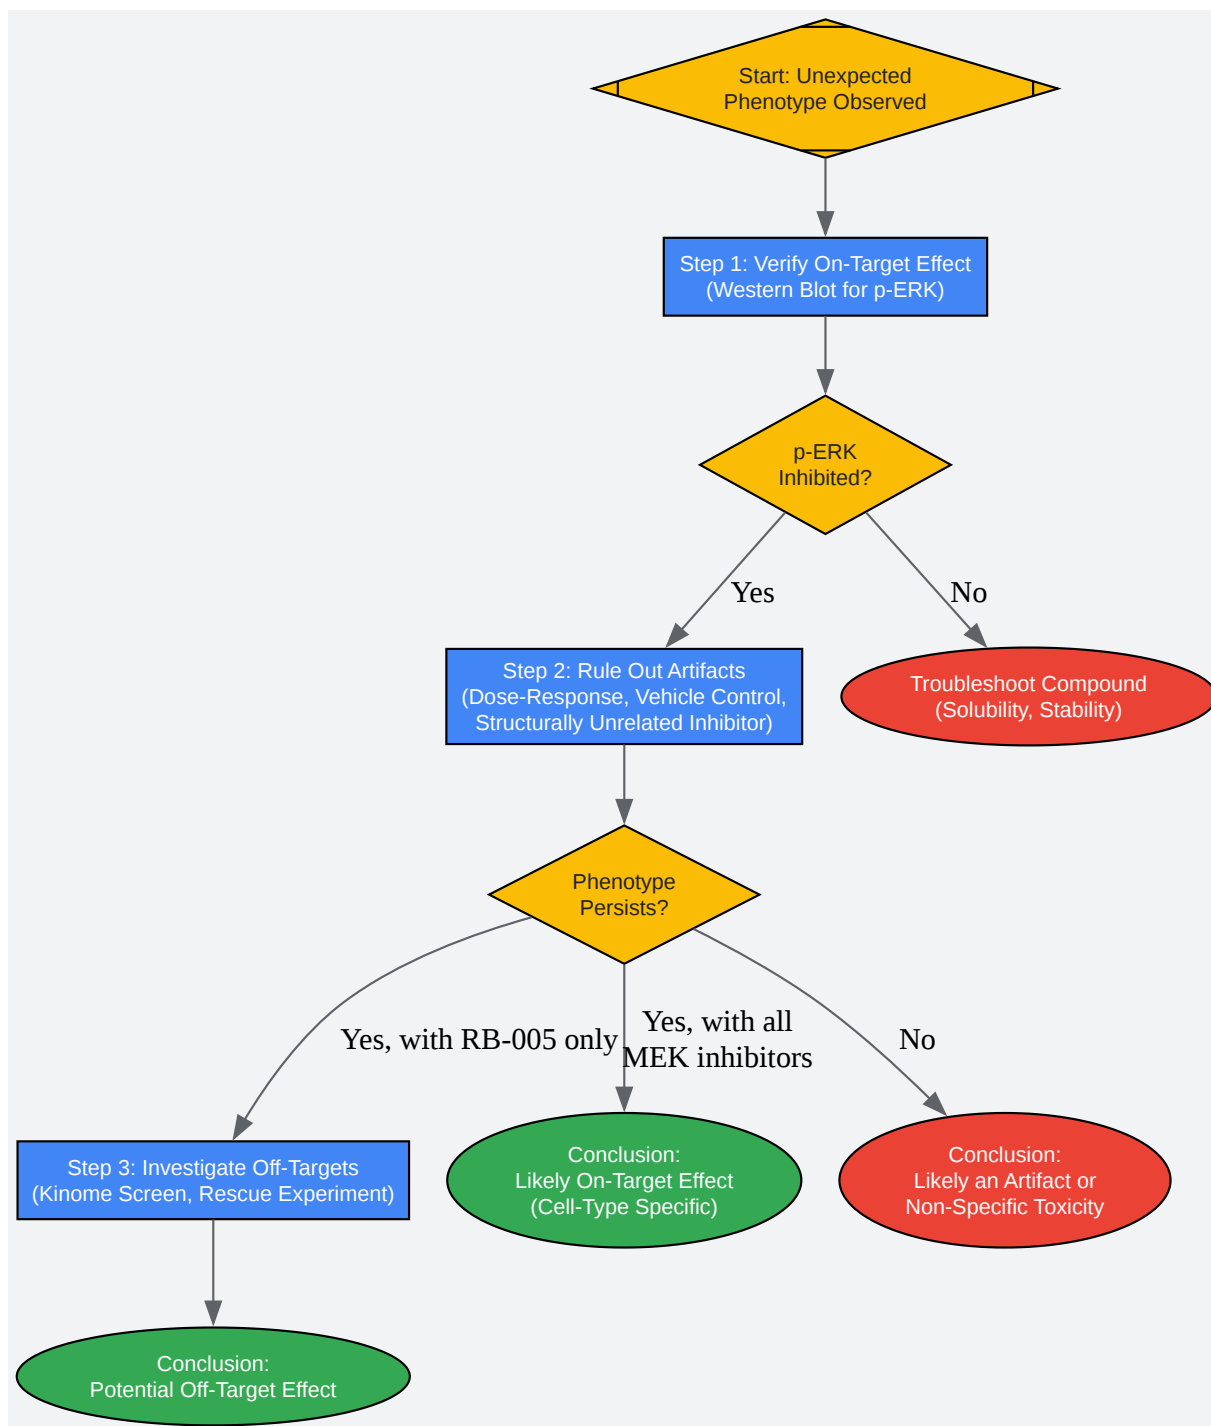 Start: Unexpected
Phenotype Observed
Step 1: Verify On-Target Effect
(Western Blot for p-ERK)
p-ERK
Inhibited?
Yes
No
Step 2: Rule Out Artifacts
(Dose-Response, Vehicle Control,
Structurally Unrelated Inhibitor)
Troubleshoot Compound
(Solubility, Stability)
Phenotype
Persists?
Yes, with RB-005 only
Yes, with all
MEK inhibitors
No
Step 3: Investigate Off-Targets
(Kinome Screen, Rescue Experiment)
Conclusion:
Likely On-Target Effect
(Cell-Type Specific)
Conclusion:
Likely an Artifact or
Non-Specific Toxicity
Conclusion:
Potential Off-Target Effect